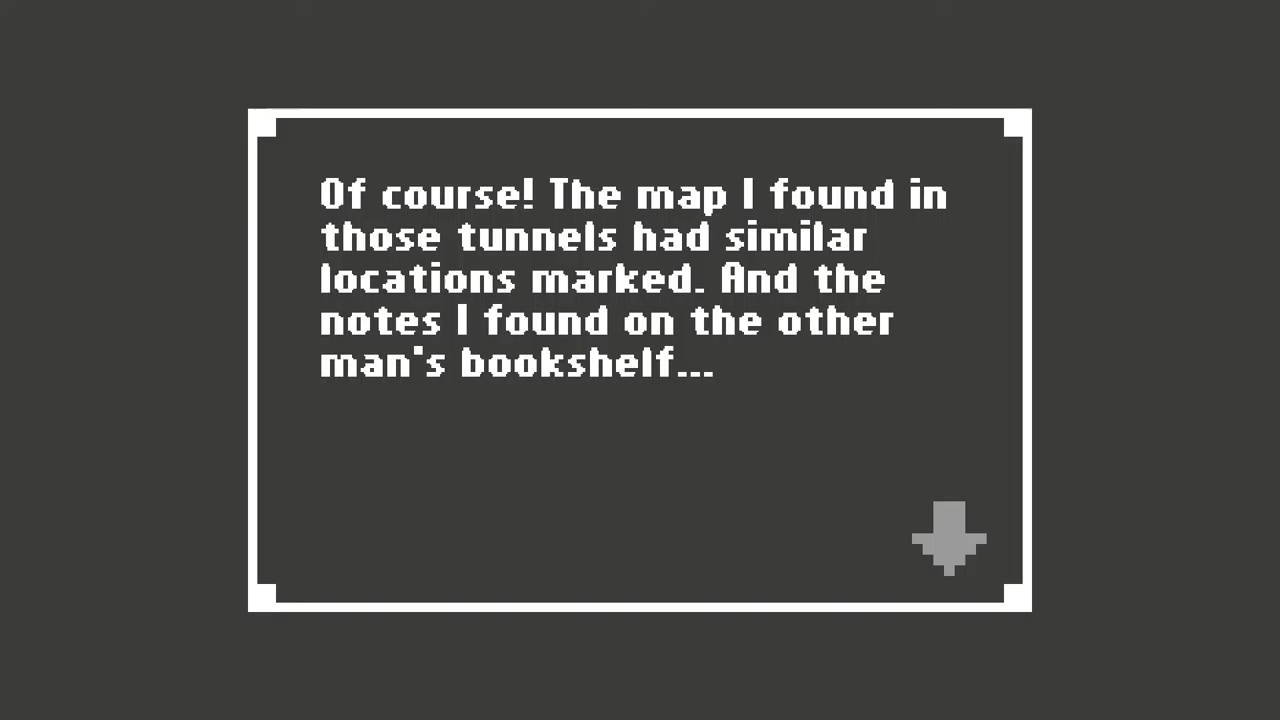 Of course! The map I found in
those tunnels had similar
locations marked. And the
notes I found on the other
man's bookshelf...